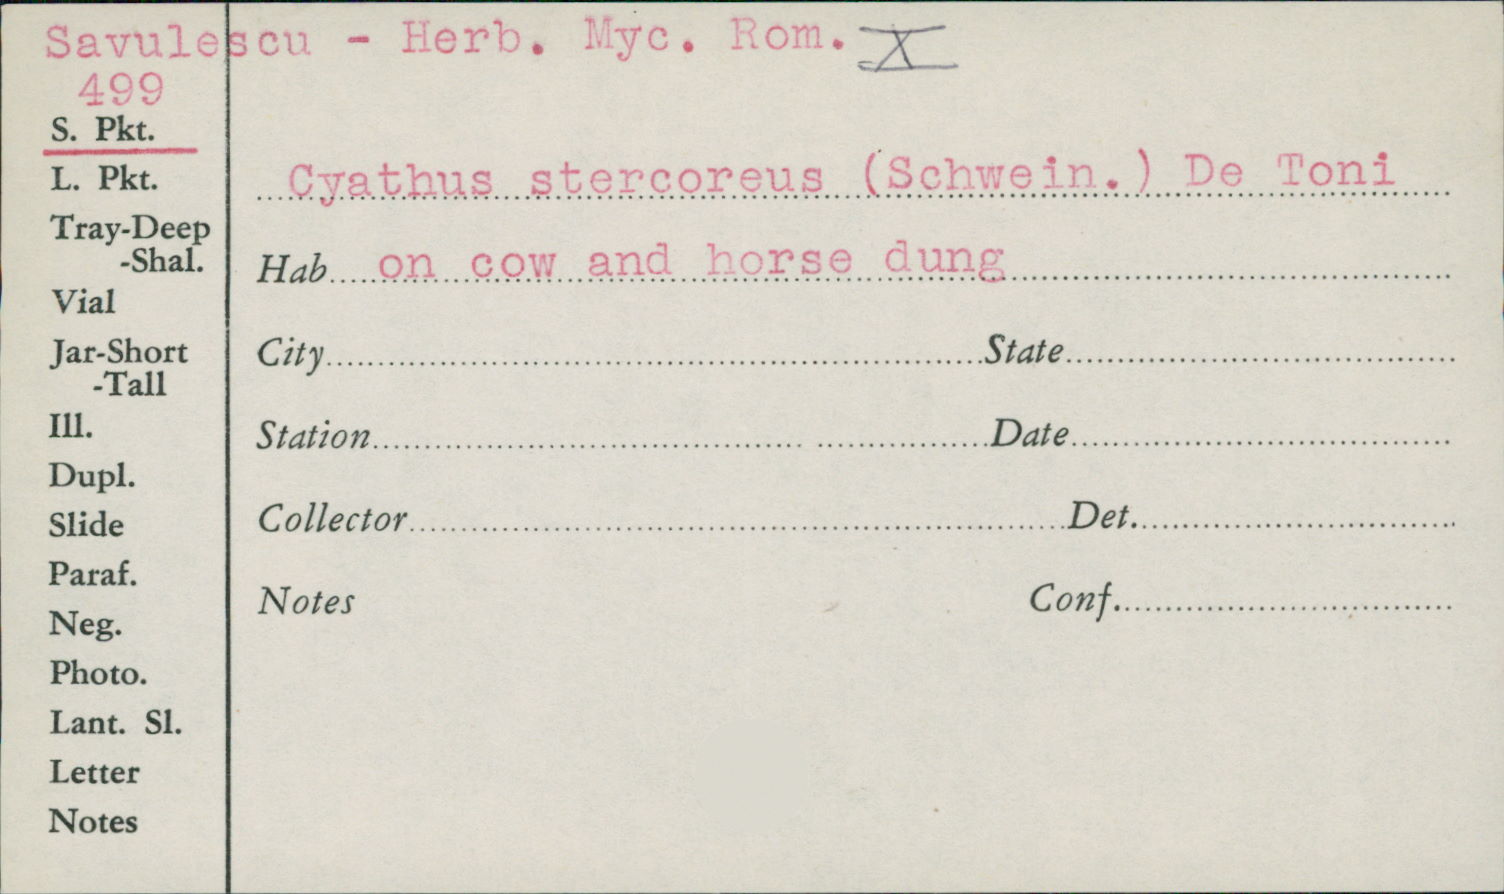 Savulescu - Herb. Myc. Rom. X
499
S. Pkt.
L. Pkt.
Tray-Deep
-Shal.
Vial
Jar-Short
-Tall
Ill.
Dupl.
Slide
Paraf.
Neg.
Photo.
Lant. Sl.
Letter
Notes
Cyathus stercoreus (Schwein.) De Toni
Hab on cow and horse dung
City State
Station Date
Collector Det.
Notes Conf.